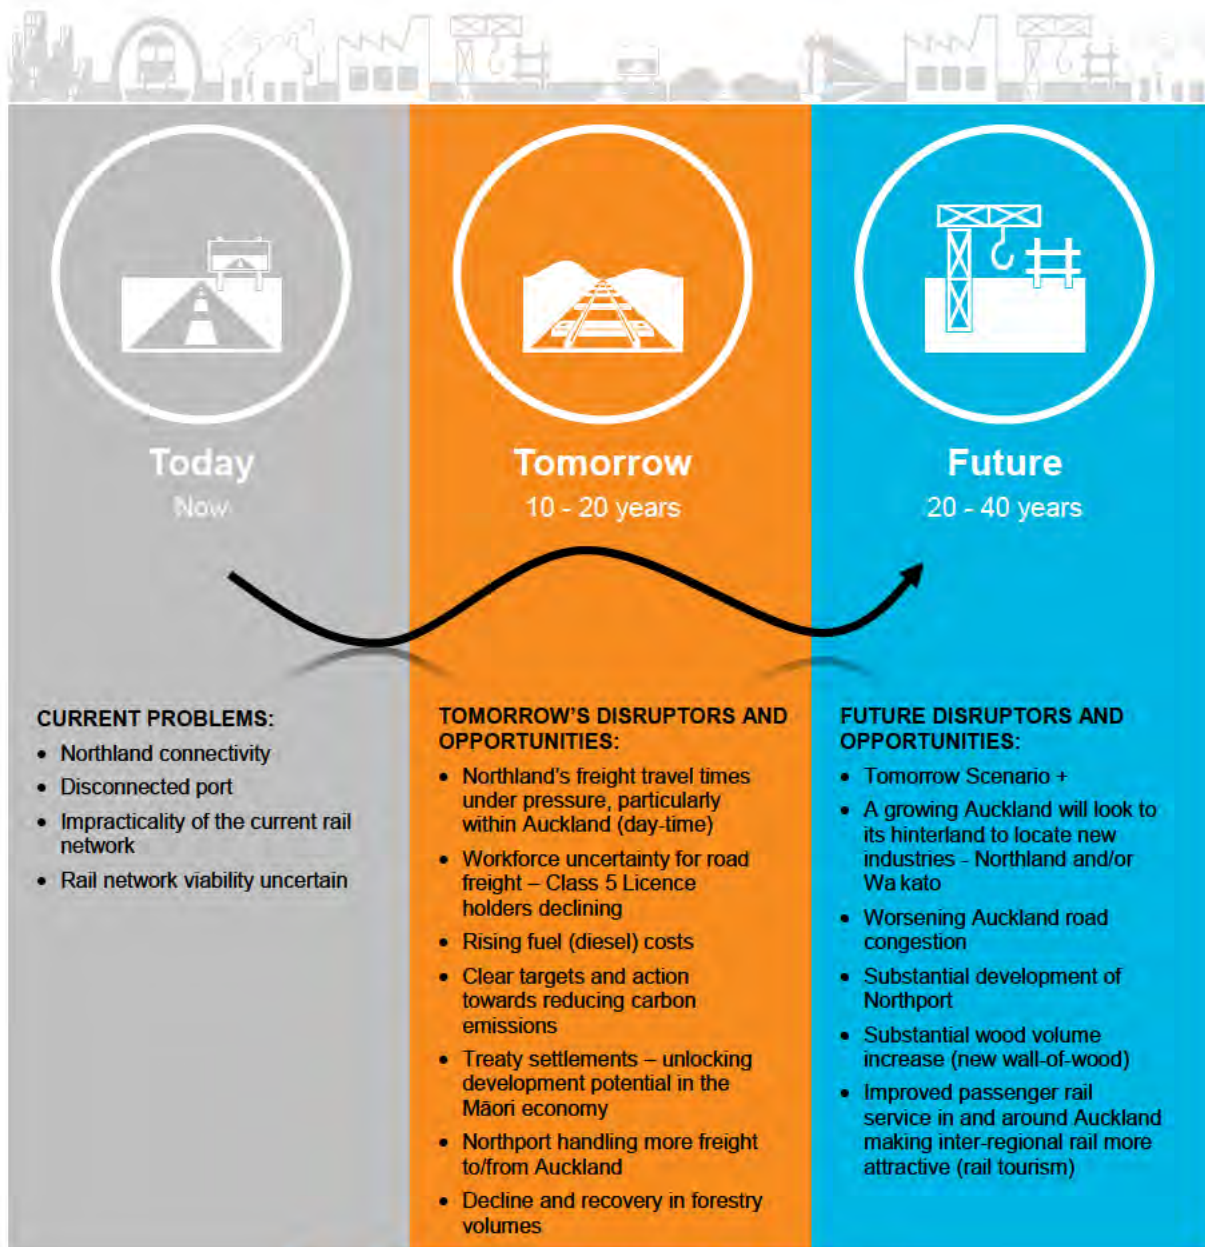 Today
Now
CURRENT PROBLEMS:
• Northland connectivity
• Disconnected port
• Impracticality of the current rail
network
• Rail network viability uncertain
Tomorrow
10 - 20 years
TOMORROW'S DISRUPTORS AND
OPPORTUNITIES:
• Northland's freight travel times
under pressure, particularly
within Auckland (day-time)
• Workforce uncertainty for road
freight – Class 5 Licence
holders declining
• Rising fuel (diesel) costs
• Clear targets and action
towards reducing carbon
emissions
• Treaty settlements – unlocking
development potential in the
Māori economy
• Northport handling more freight
to/from Auckland
• Decline and recovery in forestry
volumes
Future
20 - 40 years
FUTURE DISRUPTORS AND
OPPORTUNITIES:
• Tomorrow Scenario +
• A growing Auckland will look to
its hinterland to locate new
industries - Northland and/or
Wa kato
• Worsening Auckland road
congestion
• Substantial development of
Northport
• Substantial wood volume
increase (new wall-of-wood)
• Improved passenger rail
service in and around Auckland
making inter-regional rail more
attractive (rail tourism)